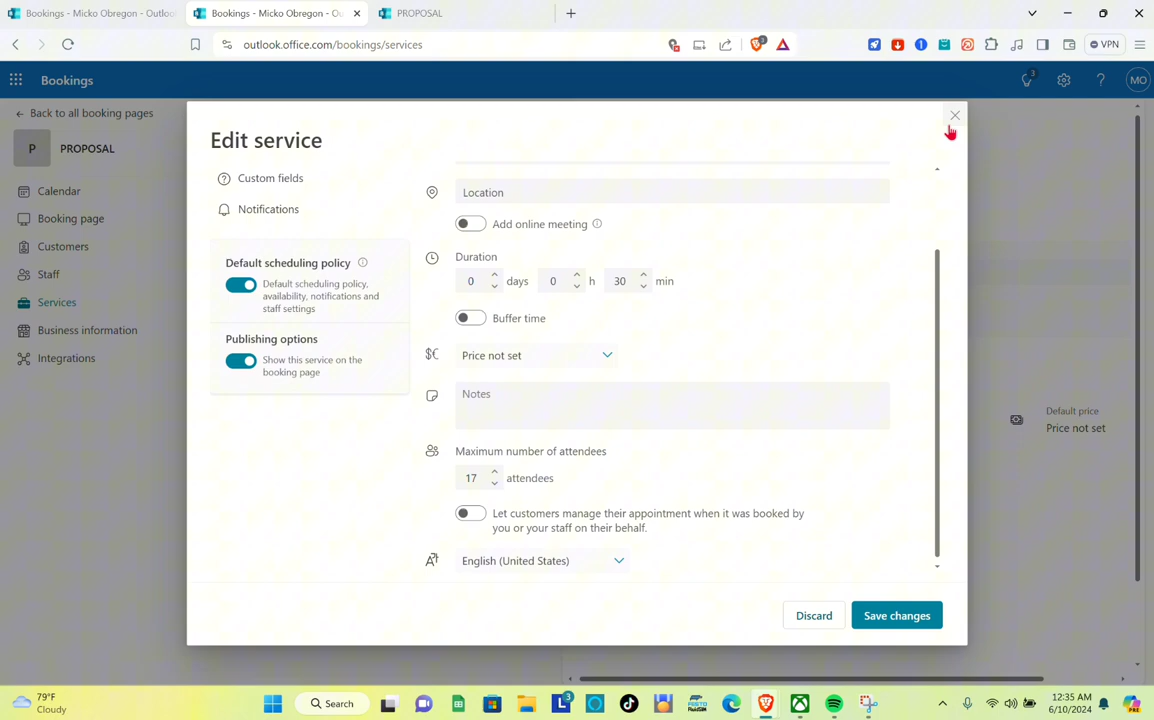 Bookings - Micko Obregon - Outloo
Bookings - Micko Obregon - Ou
PROPOSAL
outlook.office.com/bookings/services
3
1
VPN
Bookings
3
MO
Back to all booking pages
P
PROPOSAL
Calendar
Booking page
Customers
Staff
Services
Business information
Integrations
Edit service
Custom fields
Notifications
Default scheduling policy
Default scheduling policy,
availability, notifications and
staff settings
Publishing options
Show this service on the
booking page
Location
Add online meeting
Duration
0 days 0 h 30 min
Buffer time
$€
Price not set
Notes
Maximum number of attendees
17 attendees
Let customers manage their appointment when it was booked by
you or your staff on their behalf.
English (United States)
Discard
Save changes
Default price
Price not set
79°F
Cloudy
Search
L
3
12:35 AM
6/10/2024
PRE